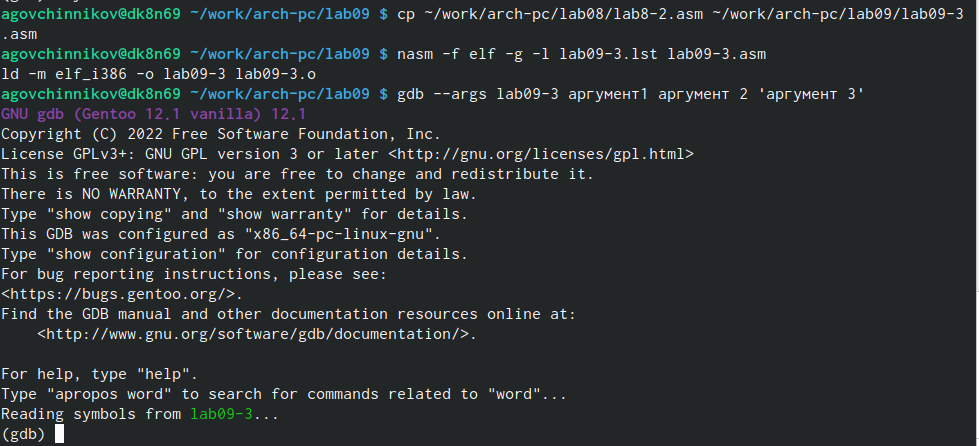 agovchinnikov@dk8n69 ~/work/arch-pc/lab09 $ cp ~/work/arch-pc/lab08/lab8-2.asm ~/work/arch-pc/lab09/lab09-3
.asm
agovchinnikov@dk8n69 ~/work/arch-pc/lab09 $ nasm -f elf -g -l lab09-3.lst lab09-3.asm
ld -m elf_i386 -o lab09-3 lab09-3.o
agovchinnikov@dk8n69 ~/work/arch-pc/lab09 $ gdb --args lab09-3 аргумент1 аргумент 2 'аргумент 3'
GNU gdb (Gentoo 12.1 vanilla) 12.1
Copyright (C) 2022 Free Software Foundation, Inc.
License GPLv3+: GNU GPL version 3 or later <http://gnu.org/licenses/gpl.html>
This is free software: you are free to change and redistribute it.
There is NO WARRANTY, to the extent permitted by law.
Type "show copying" and "show warranty" for details.
This GDB was configured as "x86_64-pc-linux-gnu".
Type "show configuration" for configuration details.
For bug reporting instructions, please see:
<https://bugs.gentoo.org/>.
Find the GDB manual and other documentation resources online at:
    <http://www.gnu.org/software/gdb/documentation/>.
For help, type "help".
Type "apropos word" to search for commands related to "word"...
Reading symbols from lab09-3...
(gdb)